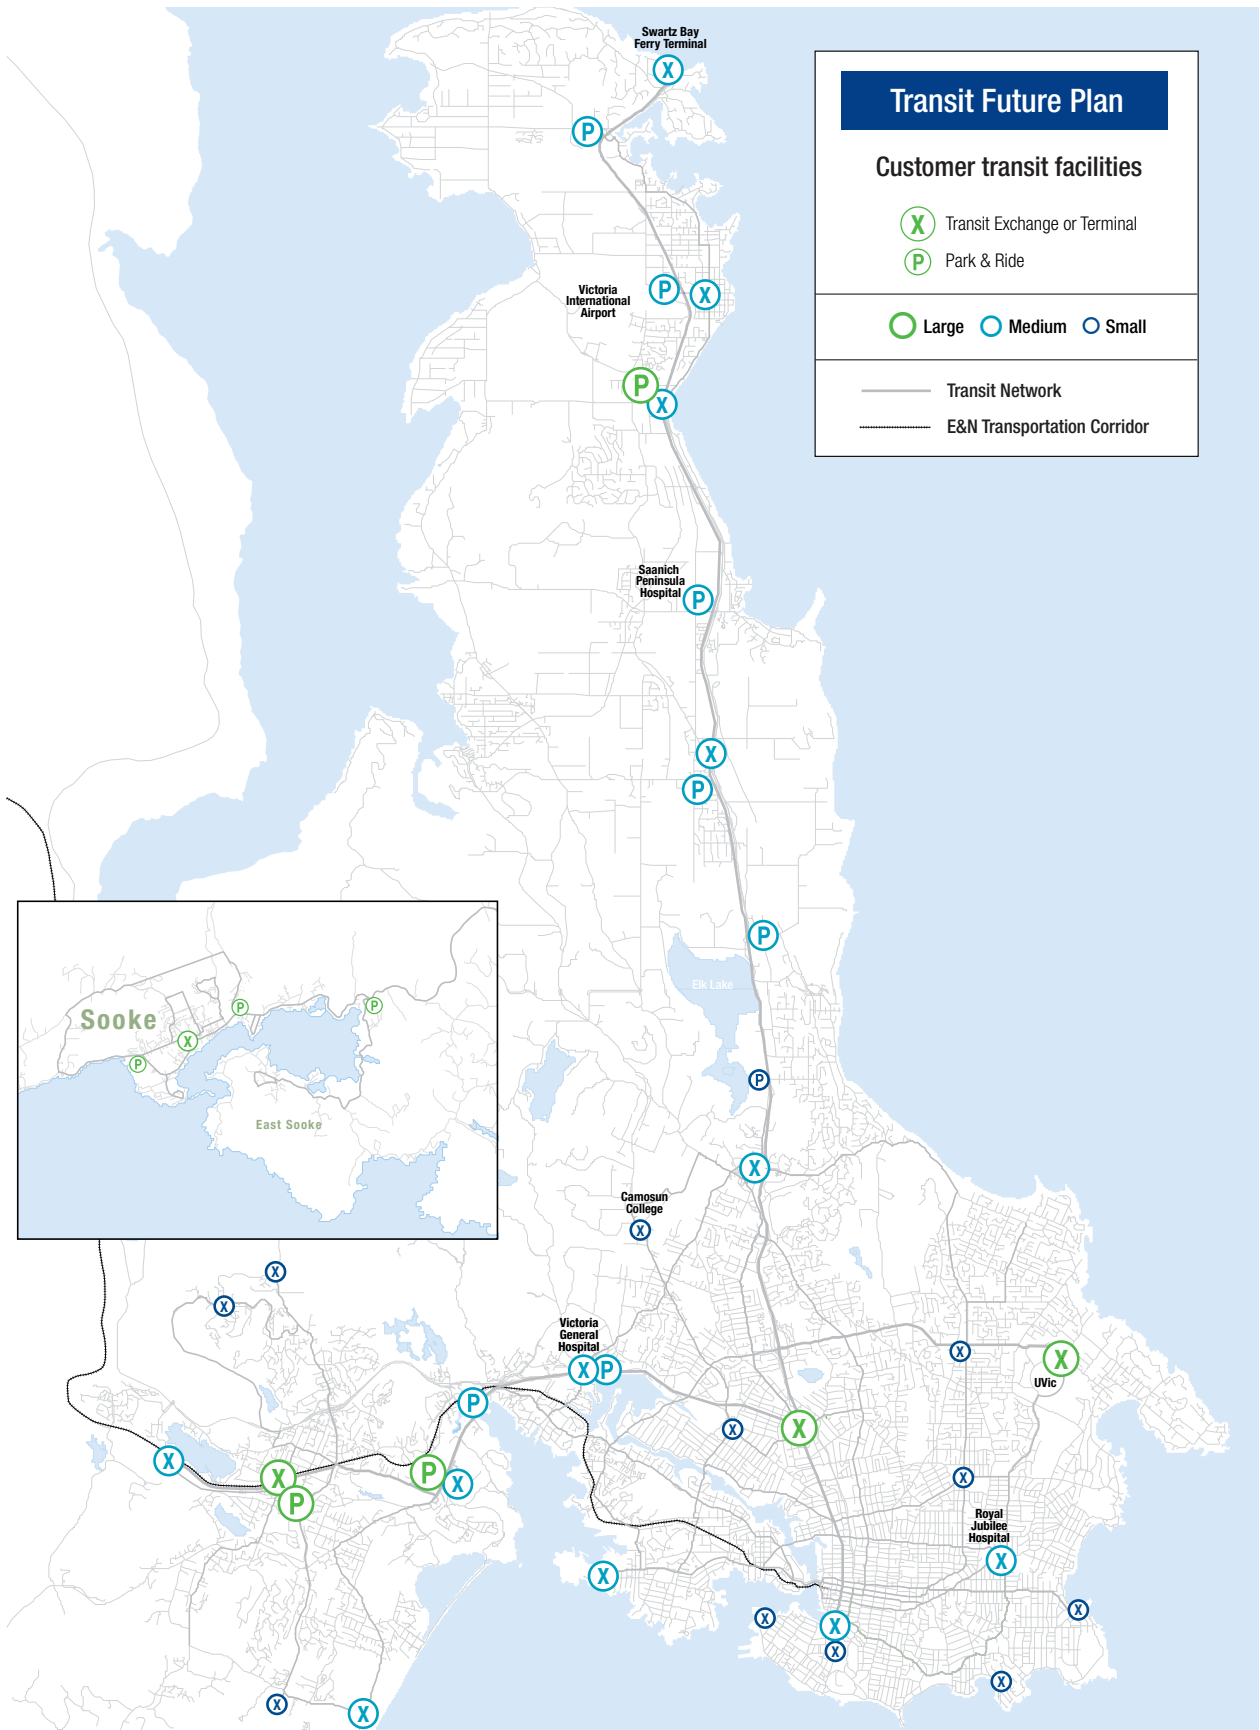 Swartz Bay
Ferry Terminal
X
P
Transit Future Plan
Customer transit facilities
X Transit Exchange or Terminal
P Park & Ride
Large Medium Small
Transit Network
E&N Transportation Corridor
Victoria
International
Airport
P
X
P
X
Saanich
Peninsula
Hospital
P
X
P
P
Elk Lake
Sooke
P
P
X
P
East Sooke
P
X
Camosun
College
X
X
X
Victoria
General
Hospital
X
P
X
X
UVic
P
X
X
X
X
P
P
X
X
Royal
Jubilee
Hospital
X
X
X
X
X
X
X
X
X